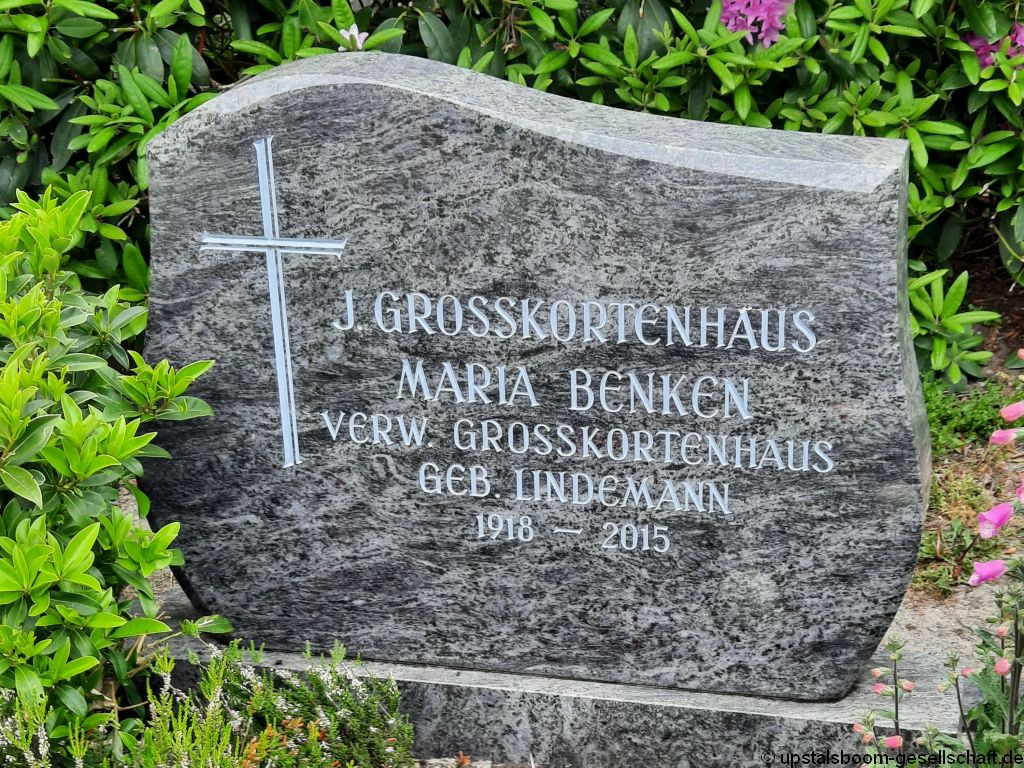 J. GROSSKORTENHAUS
MARIA BENKEN
VERW. GROSSKORTENHAUS
GEB. LINDEMANN
1918 – 2015
© upstalsboom-gesellschaft.de